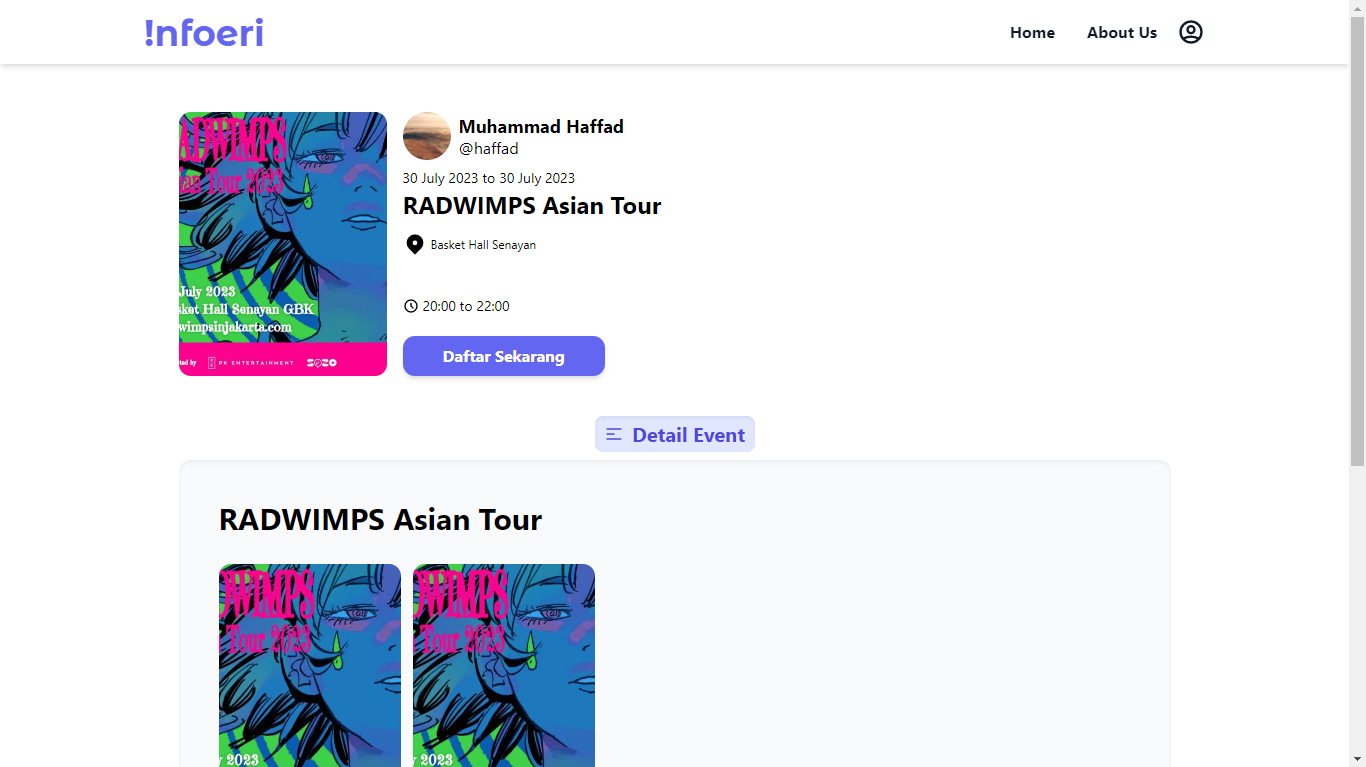 !nfoeri
Home
About Us
ADWIMPS
ian Tour 2023
July 2023
sket Hall Senayan GBK
wimpsinjakarta.com
ted by
PK ENTERTAINMENT
Muhammad Haffad
@haffad
30 July 2023 to 30 July 2023
RADWIMPS Asian Tour
Basket Hall Senayan
20:00 to 22:00
Daftar Sekarang
Detail Event
RADWIMPS Asian Tour
WIMPS
Tour 2023
y 2023
WIMPS
Tour 2023
y 2023